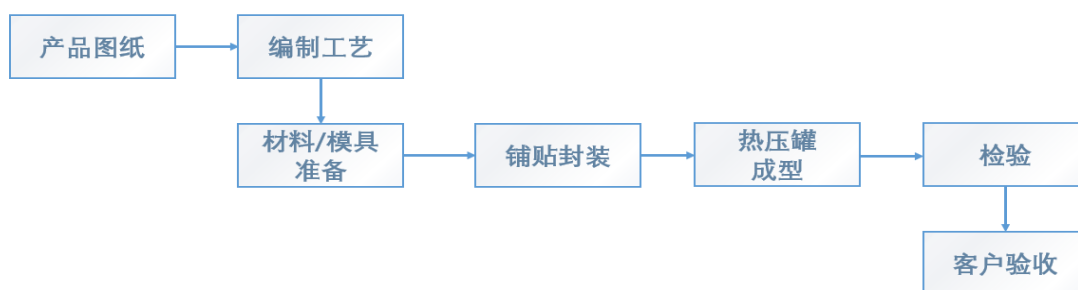 产品图纸
编制工艺
材料/模具
准备
铺贴封装
热压罐
成型
检验
客户验收